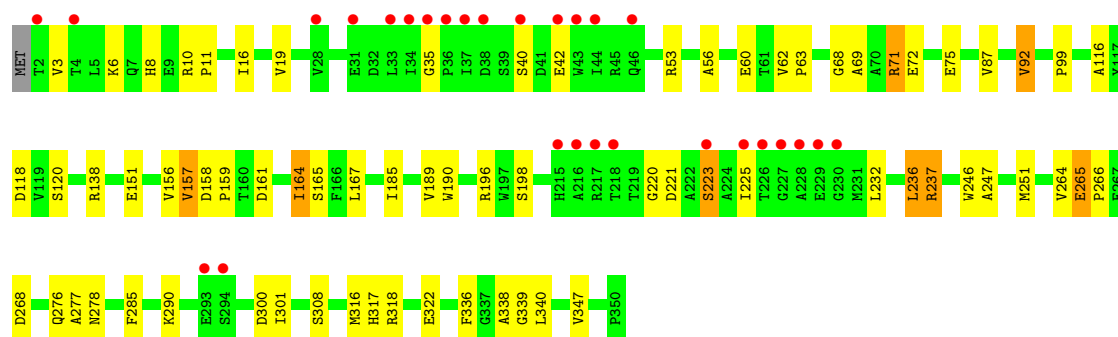 MET T2 V3 T4 L5 K6 Q7 H8 E9 R10 P11 I16 V19 V28 E31 D32 L33 I34 G35 P36 I37 D38 S39 S40 D41 E42 W43 I44 R45 Q46 R53 A56 E60 T61 V62 P63 G68 A69 A70 R71 E72 E75 V87 V92 P99 A116 Y117
D118 V119 S120 R138 E151 V156 V157 D158 P159 T160 D161 I164 S165 F166 L167 I185 V189 W190 R196 W197 S198 H215 A216 R217 T218 T219 G220 D221 A222 S223 A224 I225 T226 G227 A228 E229 G230 M231 L232 L236 R237 W246 A247 M251 V264 E265 P266 E267
D268 Q276 A277 N278 F285 K290 E293 S294 D300 I301 S308 M316 H317 R318 E322 F336 G337 A338 G339 L340 V347 P350